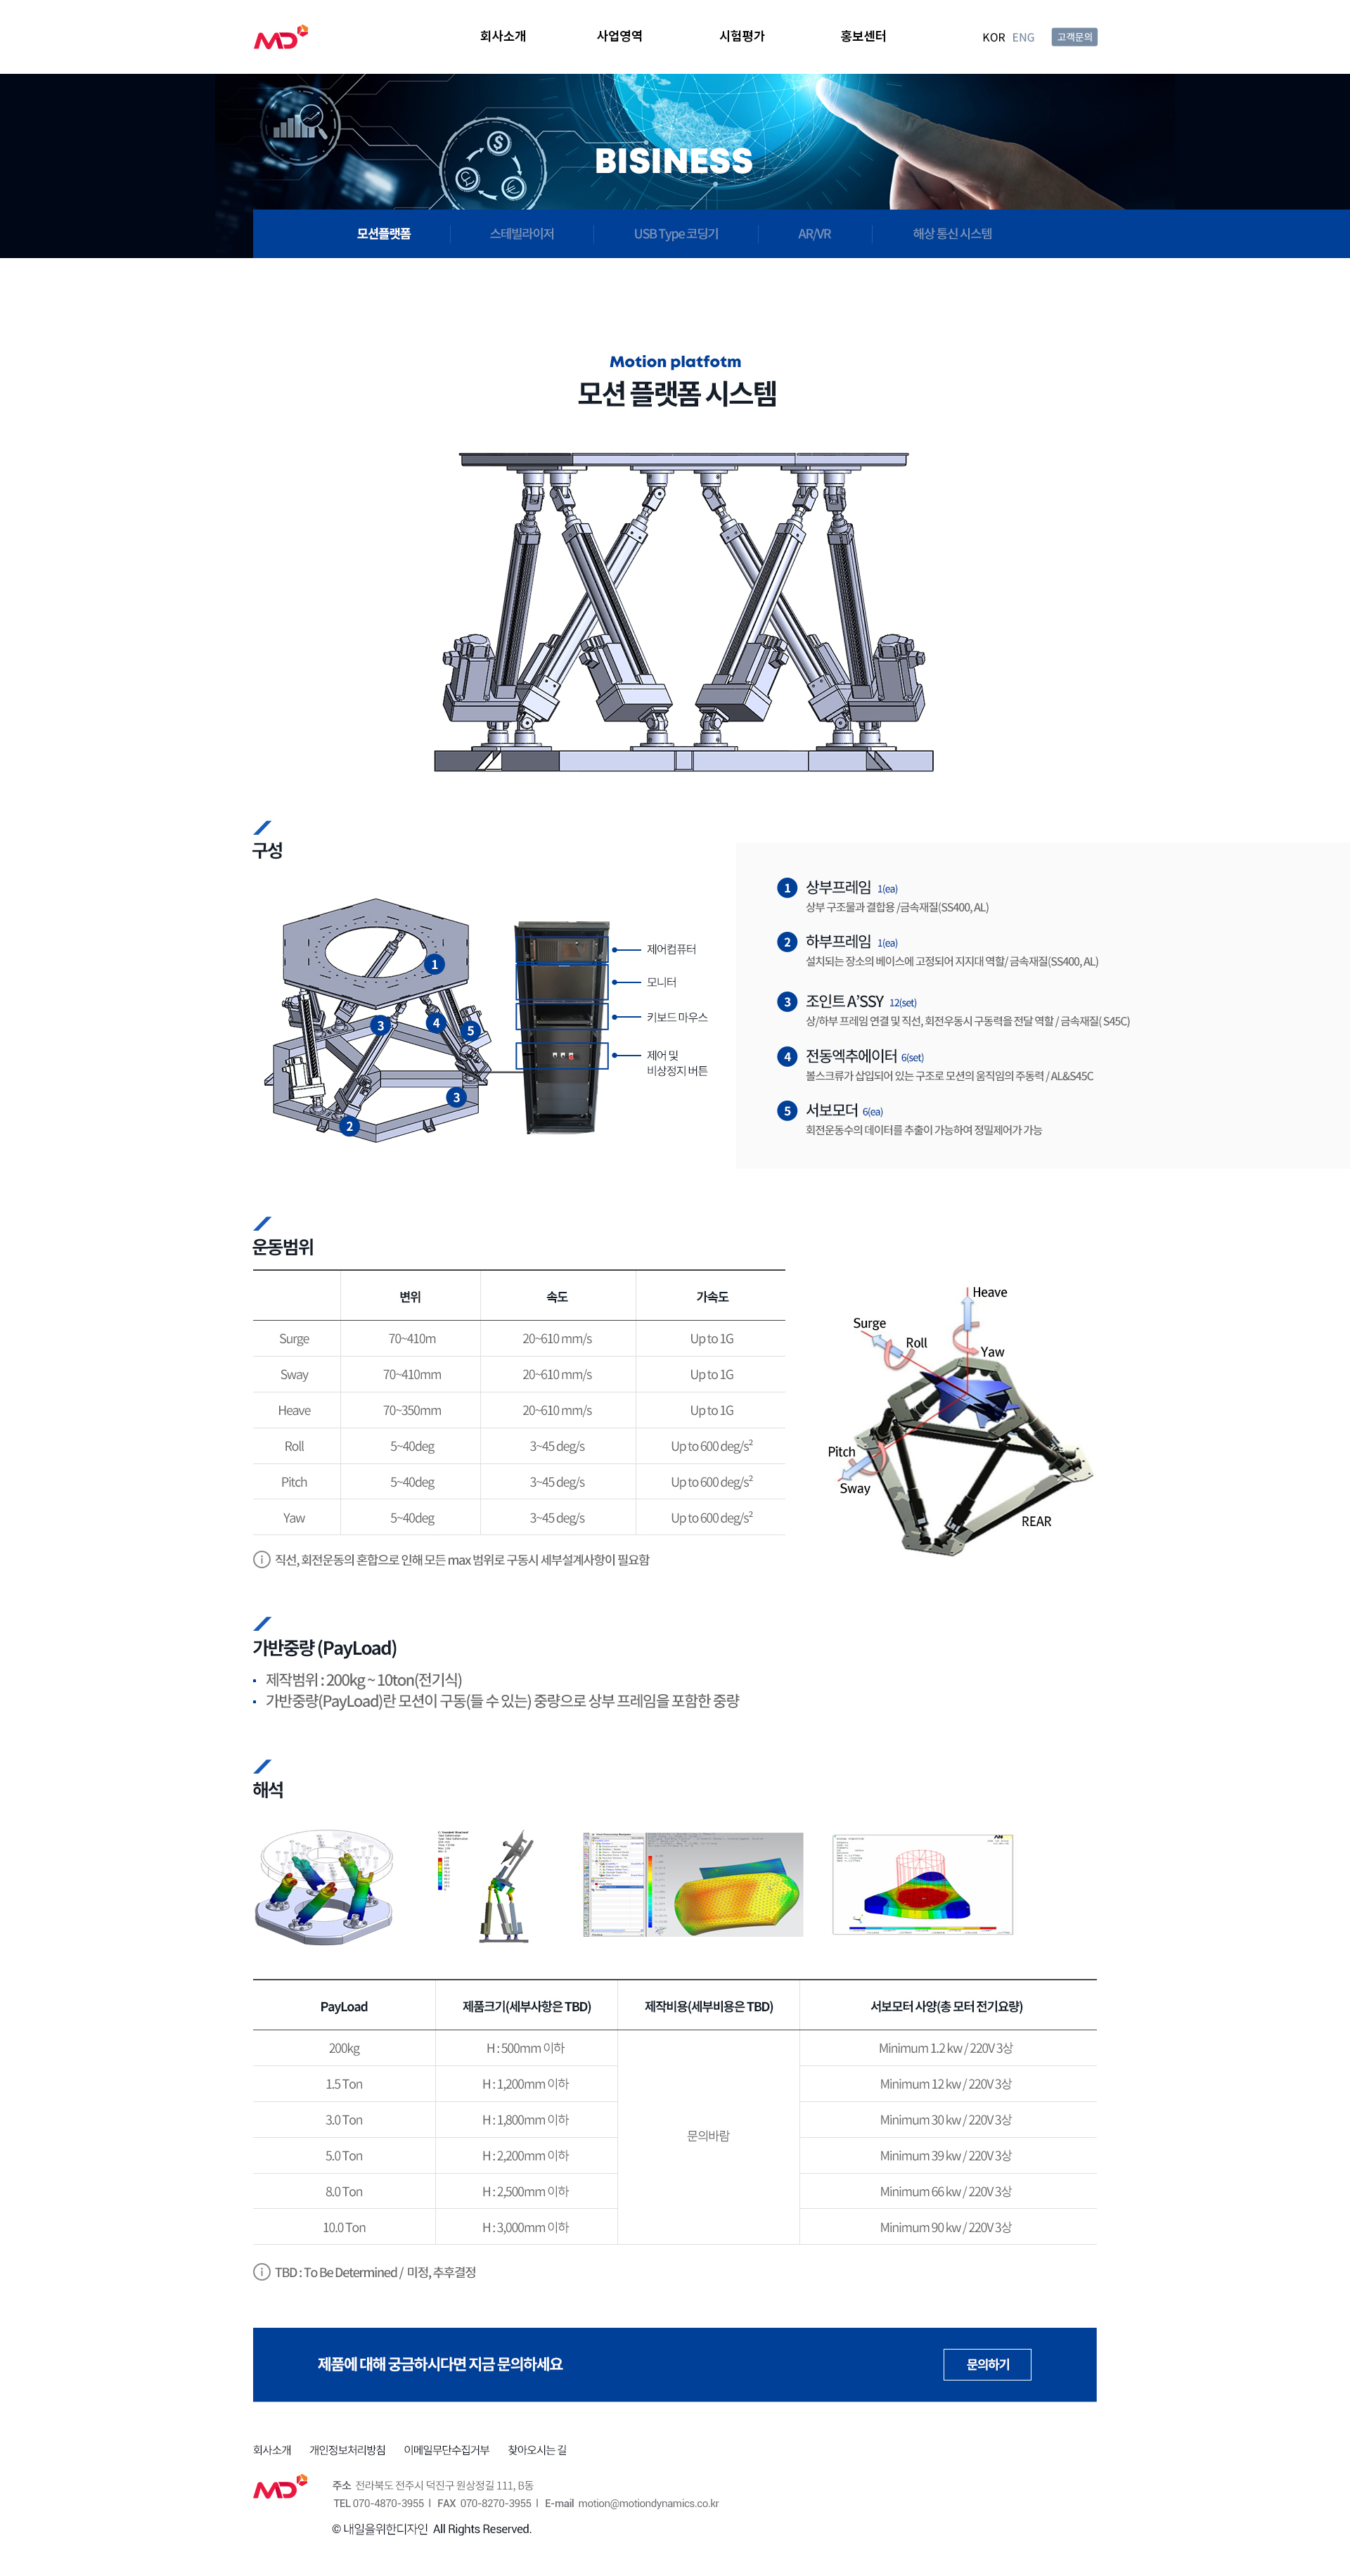 MD
회사소개 사업영역 시험평가 홍보센터 KOR ENG 고객문의
BISINESS
모션플랫폼 스테빌라이저 USB Type 코딩기 AR/VR 해상 통신 시스템
Motion platfotm
모션 플랫폼 시스템
구성
1
3
4
5
3
2
제어컴퓨터
모니터
키보드 마우스
제어 및
비상정지 버튼
1 상부프레임 1(ea)
상부 구조물과 결합용 /금속재질(SS400, AL)
2 하부프레임 1(ea)
설치되는 장소의 베이스에 고정되어 지지대 역할/ 금속재질(SS400, AL)
3 조인트 A’SSY 12(set)
상/하부 프레임 연결 및 직선, 회전우동시 구동력을 전달 역할 / 금속재질( S45C)
4 전동엑추에이터 6(set)
볼스크류가 삽입되어 있는 구조로 모션의 움직임의 주동력 / AL&S45C
5 서보모더 6(ea)
회전운동수의 데이터를 추출이 가능하여 정밀제어가 가능
운동범위
변위 속도 가속도
Surge 70~410m 20~610 mm/s Up to 1G
Sway 70~410mm 20~610 mm/s Up to 1G
Heave 70~350mm 20~610 mm/s Up to 1G
Roll 5~40deg 3~45 deg/s Up to 600 deg/s²
Pitch 5~40deg 3~45 deg/s Up to 600 deg/s²
Yaw 5~40deg 3~45 deg/s Up to 600 deg/s²
직선, 회전운동의 혼합으로 인해 모든 max 범위로 구동시 세부설계사항이 필요함
Heave
Surge
Roll
Yaw
Pitch
Sway
REAR
가반중량 (PayLoad)
제작범위 : 200kg ~ 10ton(전기식)
가반중량(PayLoad)란 모션이 구동(들 수 있는) 중량으로 상부 프레임을 포함한 중량
해석
PayLoad 제품크기(세부사항은 TBD) 제작비용(세부비용은 TBD) 서보모터 사양(총 모터 전기요량)
200kg H : 500mm 이하 Minimum 1.2 kw / 220V 3상
1.5 Ton H : 1,200mm 이하 Minimum 12 kw / 220V 3상
3.0 Ton H : 1,800mm 이하 Minimum 30 kw / 220V 3상
문의바람
5.0 Ton H : 2,200mm 이하 Minimum 39 kw / 220V 3상
8.0 Ton H : 2,500mm 이하 Minimum 66 kw / 220V 3상
10.0 Ton H : 3,000mm 이하 Minimum 90 kw / 220V 3상
TBD : To Be Determined / 미정, 추후결정
제품에 대해 궁금하시다면 지금 문의하세요 문의하기
회사소개 개인정보처리방침 이메일무단수집거부 찾아오시는 길
MD
주소 전라북도 전주시 덕진구 원상정길 111, B동
TEL 070-4870-3955 | FAX 070-8270-3955 | E-mail motion@motiondynamics.co.kr
© 내일을위한디자인 All Rights Reserved.